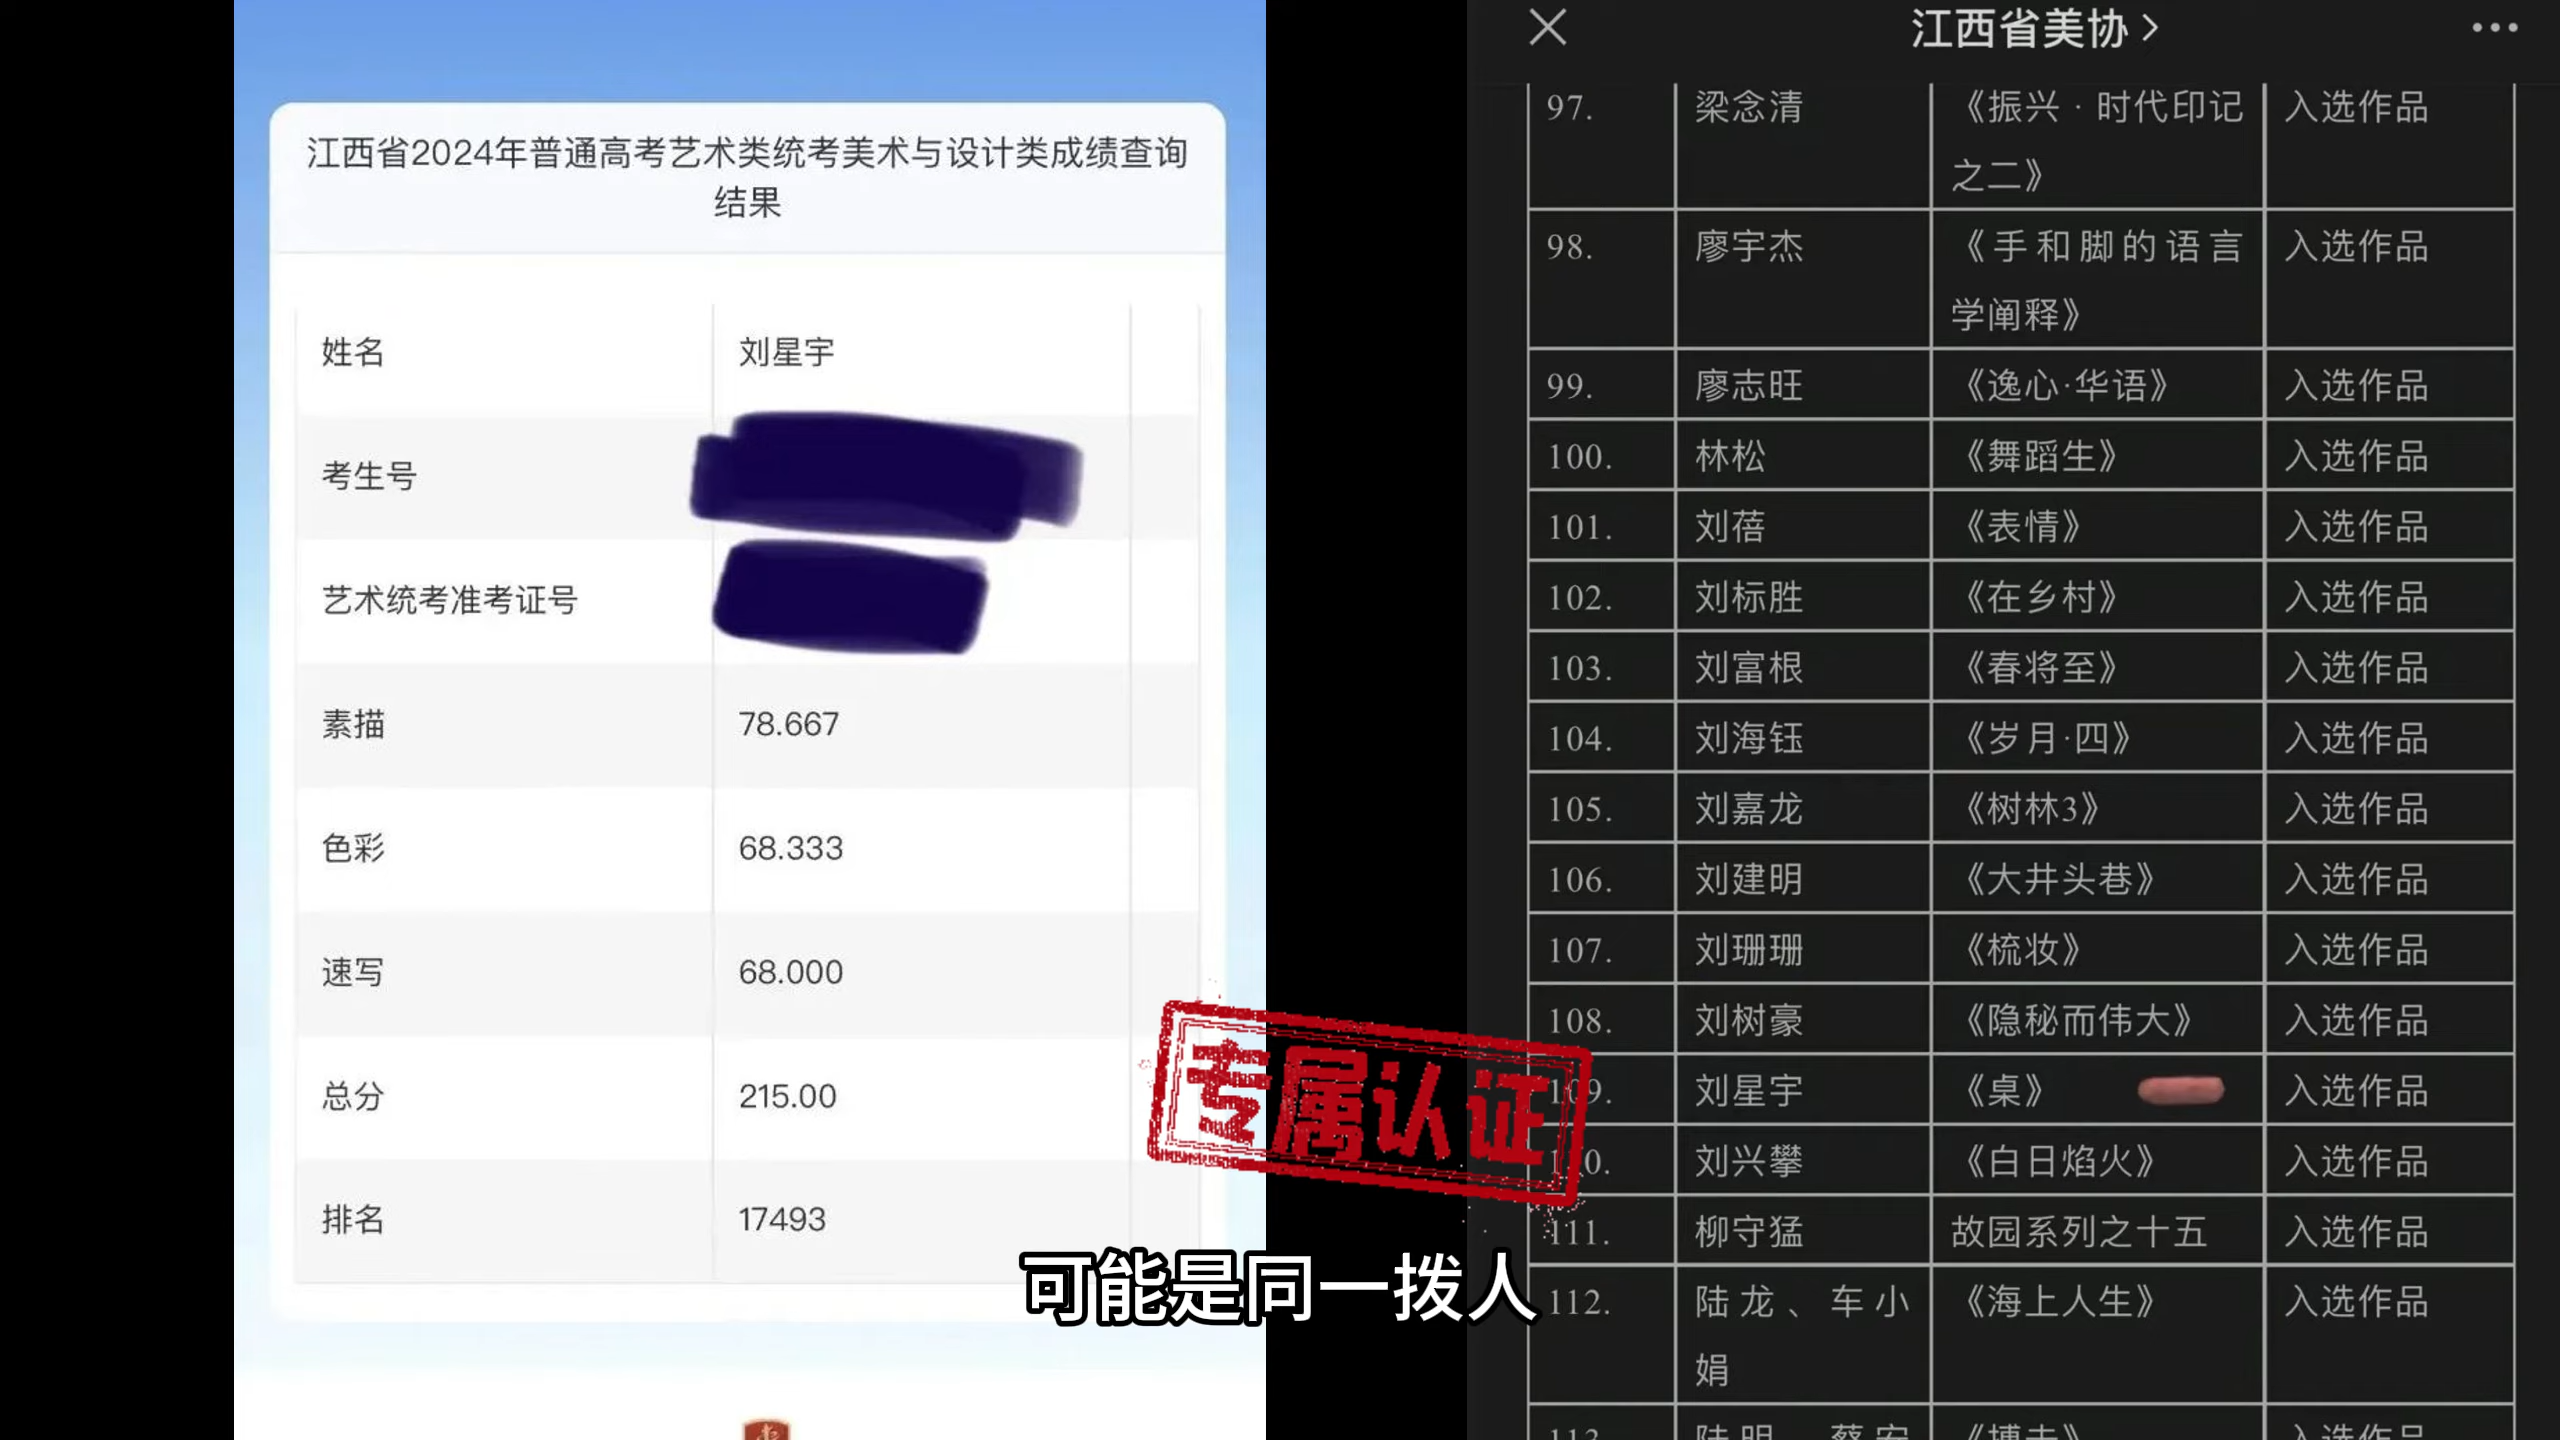 江西省2024年普通高考艺术类统考美术与设计类成绩查询
结果
姓名 刘星宇
考生号
艺术统考准考证号
素描 78.667
色彩 68.333
速写 68.000
总分 215.00
排名 17493
江西省美协
97. 梁念清 《振兴·时代印记
之二》 入选作品
98. 廖宇杰 《手和脚的语言
学阐释》 入选作品
99. 廖志旺 《逸心·华语》 入选作品
100. 林松 《舞蹈生》 入选作品
101. 刘蓓 《表情》 入选作品
102. 刘标胜 《在乡村》 入选作品
103. 刘富根 《春将至》 入选作品
104. 刘海钰 《岁月·四》 入选作品
105. 刘嘉龙 《树林3》 入选作品
106. 刘建明 《大井头巷》 入选作品
107. 刘珊珊 《梳妆》 入选作品
108. 刘树豪 《隐秘而伟大》 入选作品
109. 刘星宇 《桌》 入选作品
110. 刘兴攀 《白日焰火》 入选作品
111. 柳守猛 故园系列之十五 入选作品
112. 陆龙、车小
娟 《海上人生》 入选作品
专属认证
可能是同一拨人